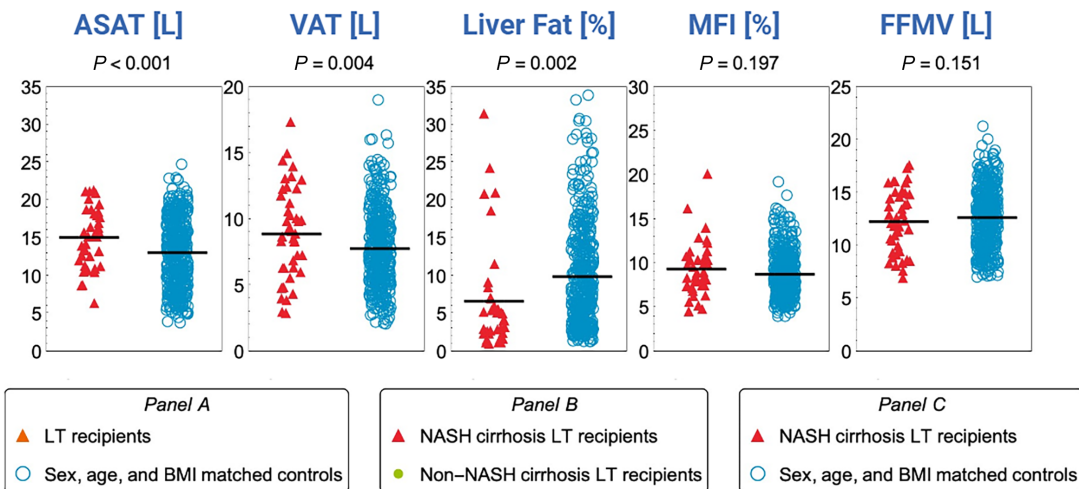 ASAT [L] VAT [L] Liver Fat [%] MFI [%] FFMV [L]
P < 0.001 P = 0.004 P = 0.002 P = 0.197 P = 0.151
35 20 35 30 25
30
25
20
15
10
5
0
15
10
5
0
30
25
20
15
10
5
0
25
20
15
10
5
0
20
15
10
5
0
Panel A
LT recipients
Sex, age, and BMI matched controls
Panel B
NASH cirrhosis LT recipients
Non–NASH cirrhosis LT recipients
Panel C
NASH cirrhosis LT recipients
Sex, age, and BMI matched controls